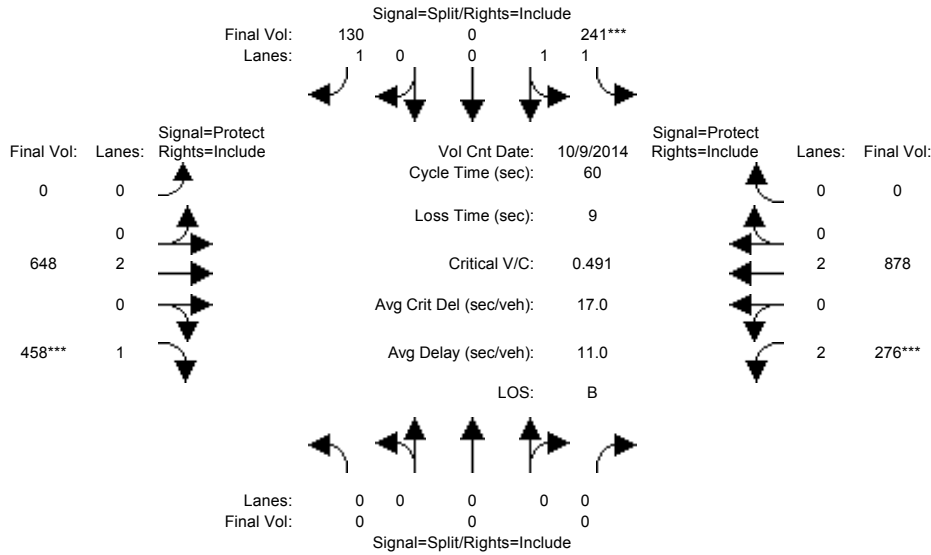 Signal=Split/Rights=Include
Final Vol: 130 0 241***
Lanes: 1 0 0 1 1
Signal=Protect Signal=Protect
Final Vol: Lanes: Rights=Include Vol Cnt Date: 10/9/2014 Rights=Include Lanes: Final Vol:
Cycle Time (sec): 60
0 0 0 0
Loss Time (sec): 9
0 0
648 2 Critical V/C: 0.491 2 878
0 Avg Crit Del (sec/veh): 17.0 0
458*** 1 Avg Delay (sec/veh): 11.0 2 276***
LOS: B
Lanes: 0 0 0 0 0
Final Vol: 0 0 0
Signal=Split/Rights=Include